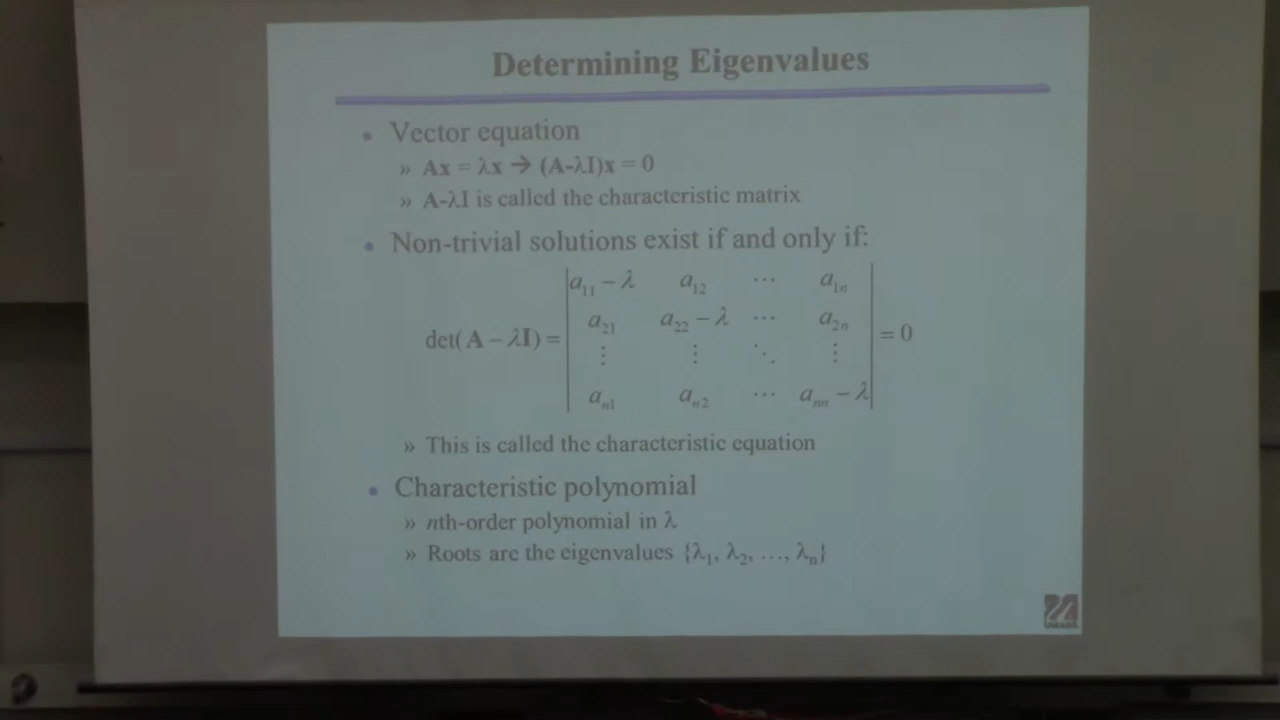 Determining Eigenvalues
• Vector equation
» Ax = λx → (A-λI)x = 0
» A-λI is called the characteristic matrix
• Non-trivial solutions exist if and only if:
det(A − λI) = | a₁₁ − λ a₁₂ ⋯ a₁ₙ |
| a₂₁ a₂₂ − λ ⋯ a₂ₙ | = 0
| ⋮ ⋮ ⋱ ⋮ |
| aₙ₁ aₙ₂ ⋯ aₙₙ − λ |
» This is called the characteristic equation
• Characteristic polynomial
» nth-order polynomial in λ
» Roots are the eigenvalues {λ₁, λ₂, …, λₙ}